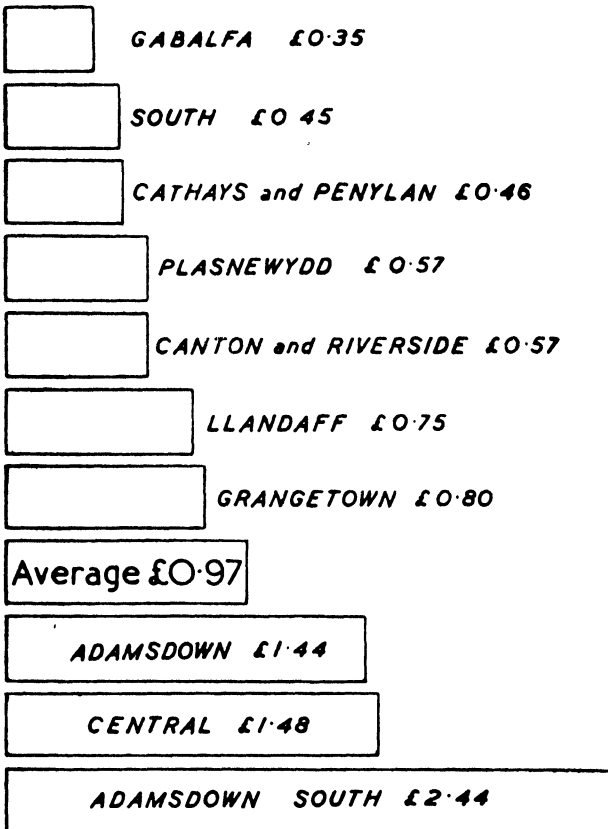 GABALFA £0·35
SOUTH £0 45
CATHAYS and PENYLAN £0·46
PLASNEWYDD £0·57
CANTON and RIVERSIDE £0·57
LLANDAFF £0·75
GRANGETOWN £0·80
Average £0·97
ADAMSDOWN £1·44
CENTRAL £1·48
ADAMSDOWN SOUTH £2·44